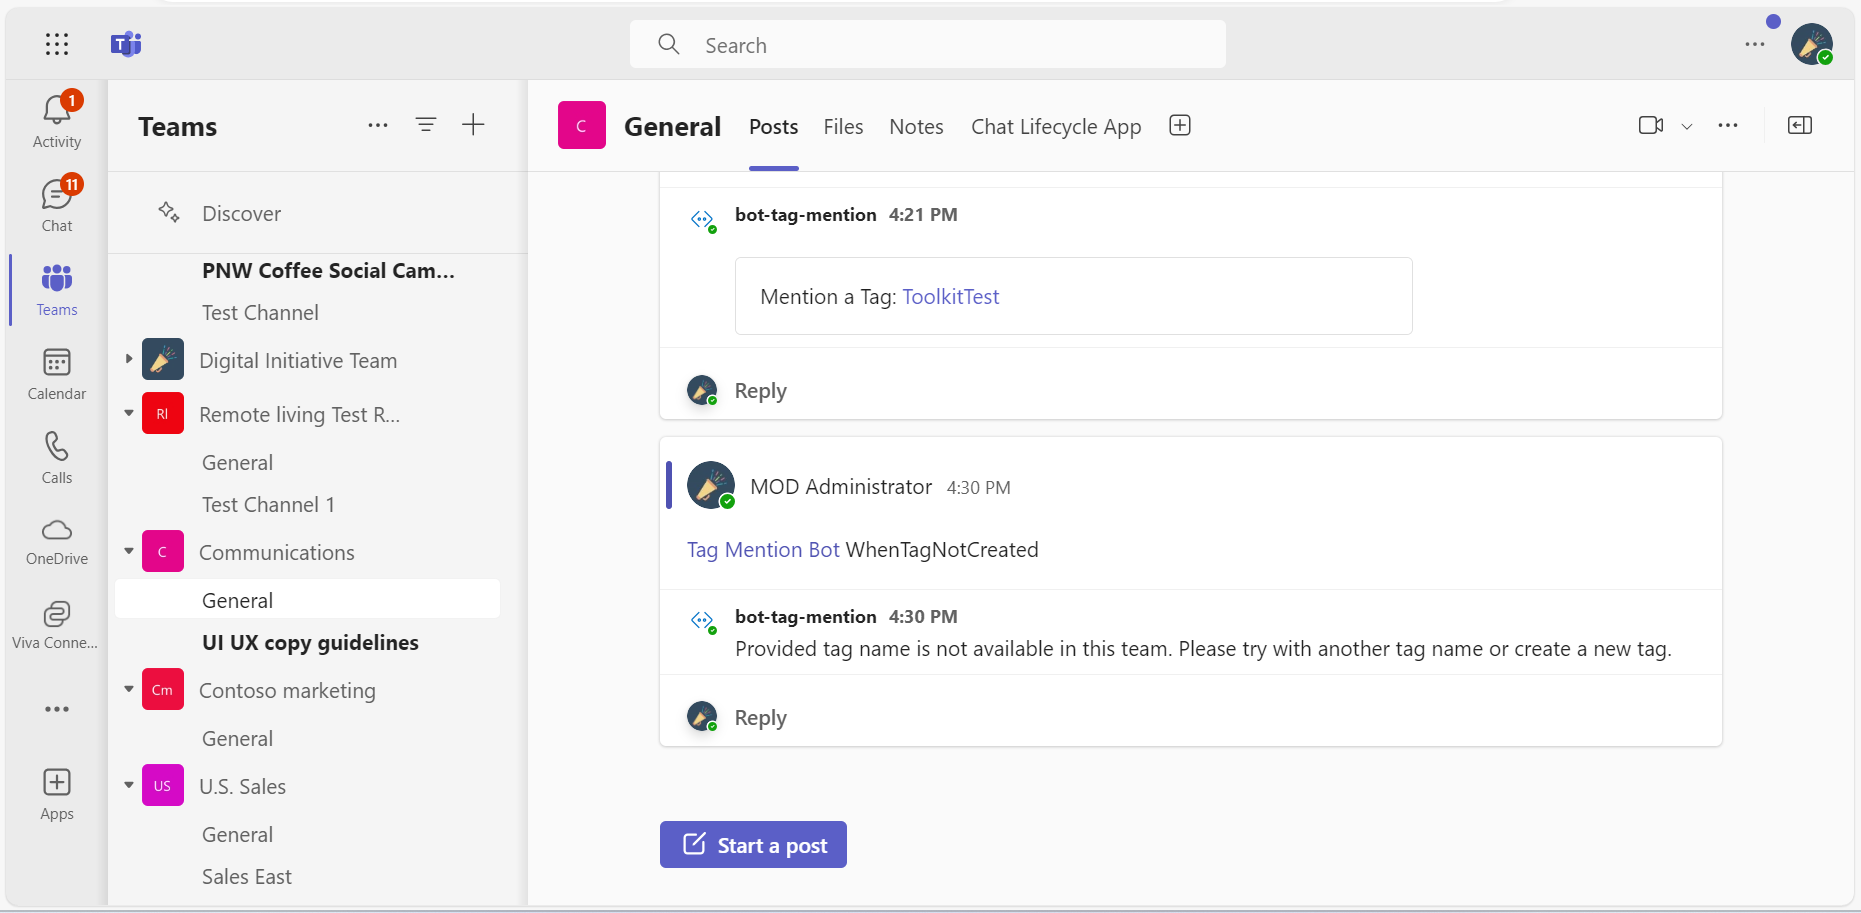 Search
1
Activity
11
Chat
Teams
Calendar
Calls
OneDrive
Viva Conne...
Apps
Teams
Discover
PNW Coffee Social Cam...
Test Channel
Digital Initiative Team
Rl Remote living Test R...
General
Test Channel 1
C Communications
General
UI UX copy guidelines
Cm Contoso marketing
General
US U.S. Sales
General
Sales East
C General Posts Files Notes Chat Lifecycle App
bot-tag-mention 4:21 PM
Mention a Tag: ToolkitTest
Reply
MOD Administrator 4:30 PM
Tag Mention Bot WhenTagNotCreated
bot-tag-mention 4:30 PM
Provided tag name is not available in this team. Please try with another tag name or create a new tag.
Reply
Start a post